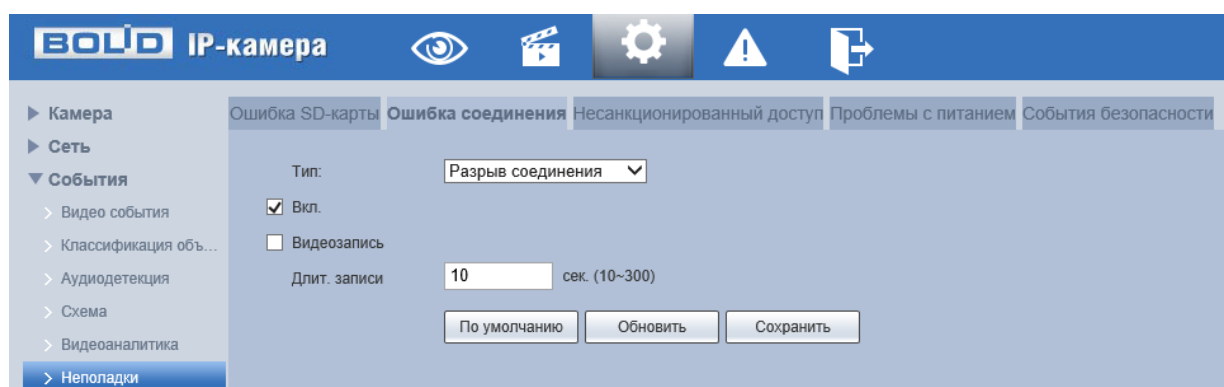 BOLID IP-камера
Камера
Сеть
События
Видео события
Классификация объ...
Аудиодетекция
Схема
Видеоаналитика
Неполадки
Ошибка SD-карты Ошибка соединения Несанкционированный доступ Проблемы с питанием События безопасности
Тип: Разрыв соединения
Вкл.
Видеозапись
Длит. записи 10 сек. (10~300)
По умолчанию Обновить Сохранить